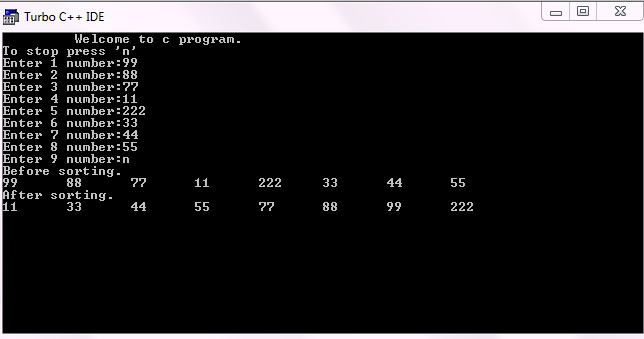 Turbo C++ IDE
Welcome to c program.
To stop press 'n'
Enter 1 number:99
Enter 2 number:88
Enter 3 number:77
Enter 4 number:11
Enter 5 number:222
Enter 6 number:33
Enter 7 number:44
Enter 8 number:55
Enter 9 number:n
Before sorting.
99 88 77 11 222 33 44 55
After sorting.
11 33 44 55 77 88 99 222